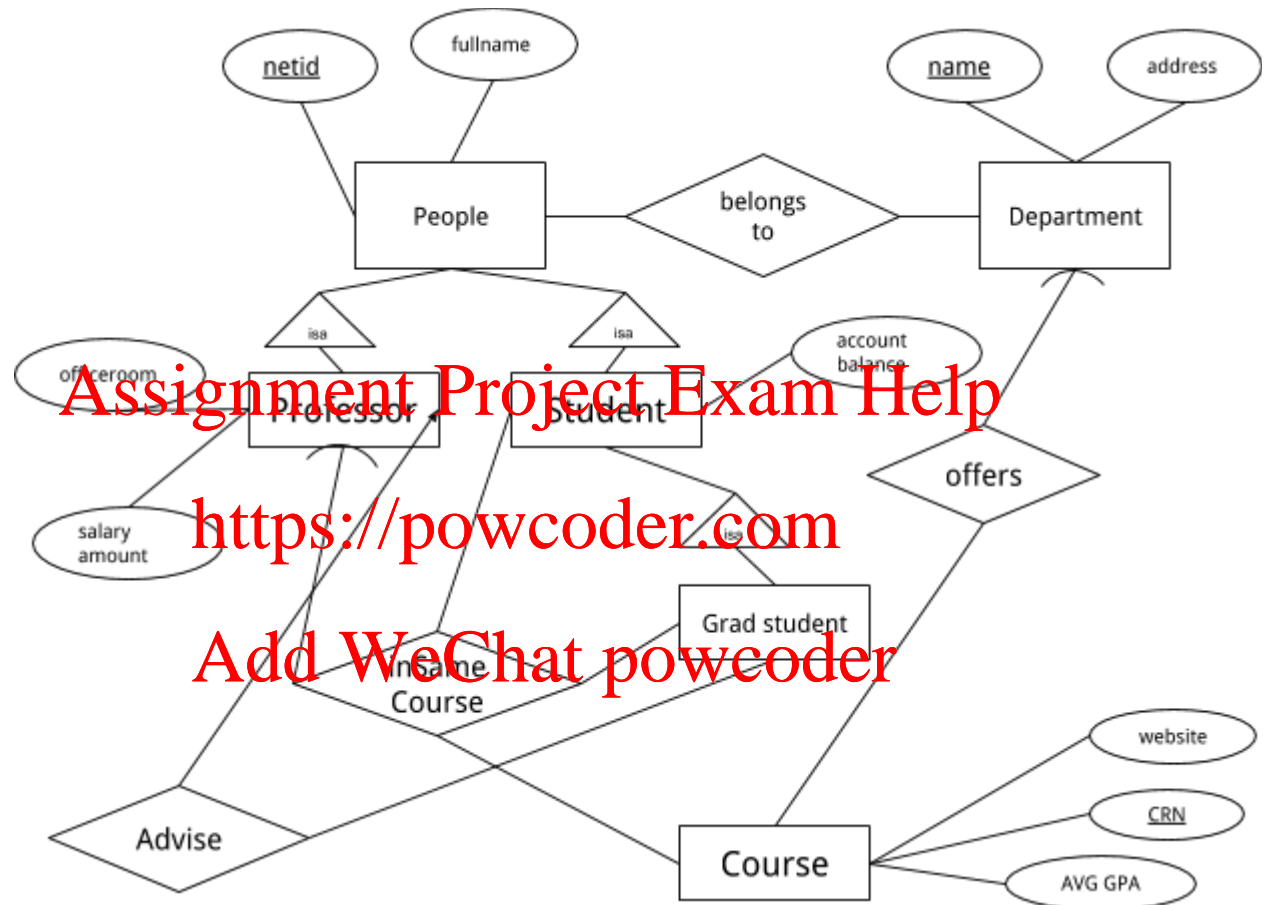 fullname
netid
name
address
People
belongs
to
Department
isa
isa
account
balance
officeroom
Assignment Project Exam Help
Professor
Student
offers
https://powcoder.com
salary
amount
isa
Grad student
Add WeChat powcoder
InSame
Course
website
CRN
Advise
Course
AVG GPA